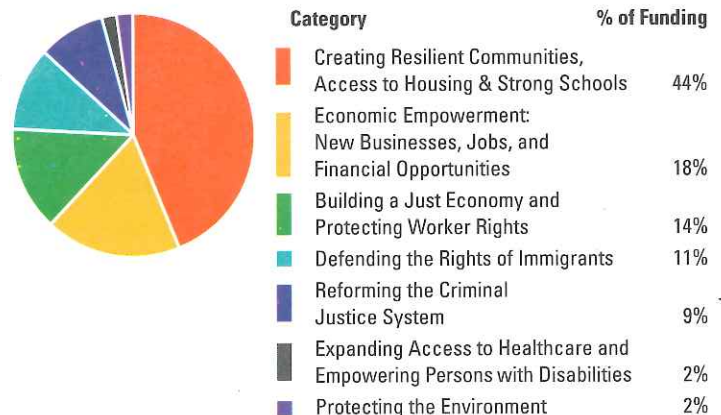 Category % of Funding
Creating Resilient Communities,
Access to Housing & Strong Schools 44%
Economic Empowerment:
New Businesses, Jobs, and
Financial Opportunities 18%
Building a Just Economy and
Protecting Worker Rights 14%
Defending the Rights of Immigrants 11%
Reforming the Criminal
Justice System 9%
Expanding Access to Healthcare and
Empowering Persons with Disabilities 2%
Protecting the Environment 2%